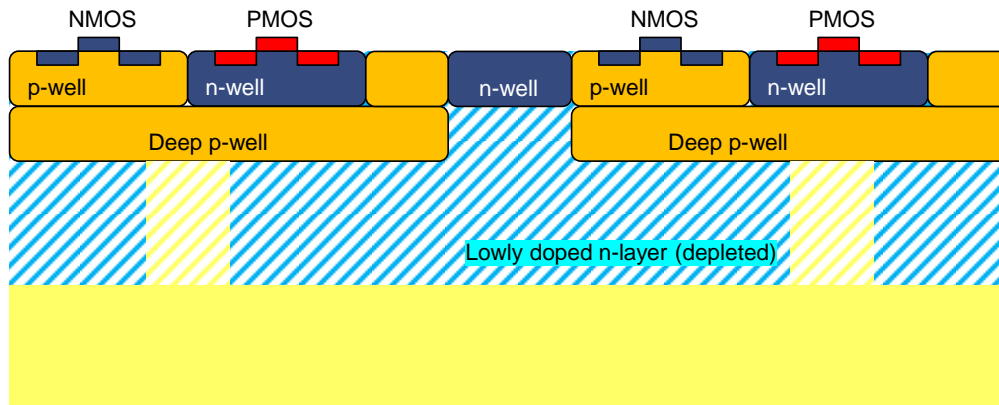 NMOS PMOS NMOS PMOS
p-well n-well n-well p-well n-well
Deep p-well Deep p-well
Lowly doped n-layer (depleted)